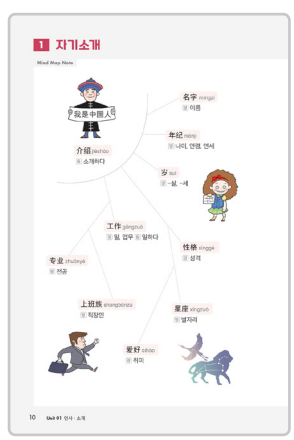 1 자기소개
Mind Map Note
我是中国人
名字 míngzi
명 이름
年纪 niánjì
명 나이, 연령, 연세
介绍 jièshào
동 소개하다
岁 suì
양 -살, -세
工作 gōngzuò
명 일, 업무 동 일하다
性格 xìnggé
명 성격
专业 zhuānyè
명 전공
上班族 shàngbānzú
명 직장인
星座 xīngzuò
명 별자리
爱好 àihào
명 취미
10 Unit 01 인사·소개